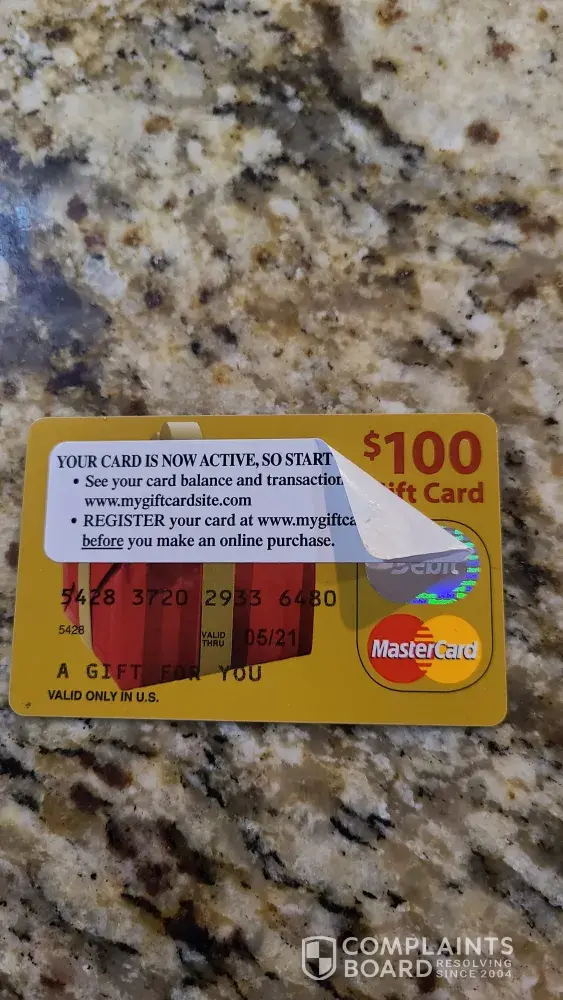 $100
YOUR CARD IS NOW ACTIVE, SO START
ift Card
• See your card balance and transaction
www.mygiftcardsite.com
• REGISTER your card at www.mygiftca
before you make an online purchase.
Debit
5428 3720 2933 6480
5428
VALID THRU 05/21
MasterCard
A GIFT FOR YOU
VALID ONLY IN U.S.
COMPLAINTS
BOARD RESOLVING SINCE 2004